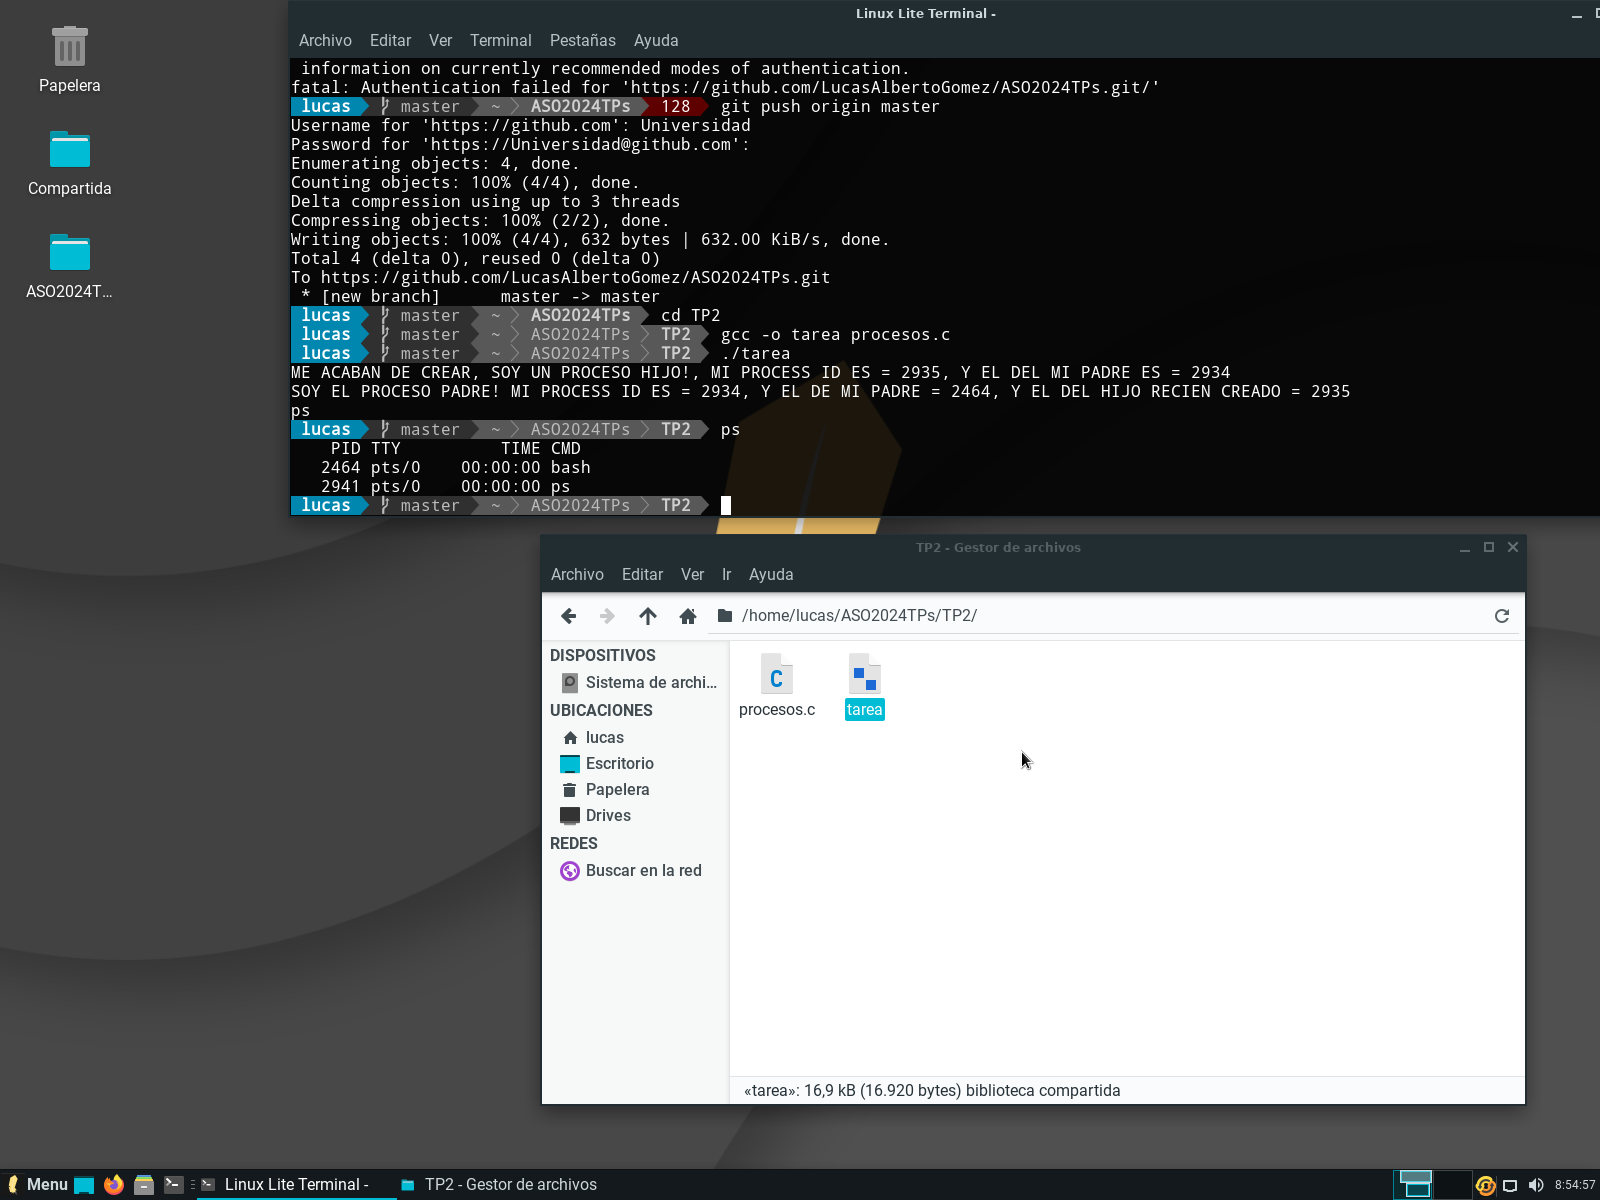 Papelera
Compartida
ASO2024T...
Linux Lite Terminal -
Archivo Editar Ver Terminal Pestañas Ayuda
information on currently recommended modes of authentication.
fatal: Authentication failed for 'https://github.com/LucasAlbertoGomez/ASO2024TPs.git/'
lucas master ~ ASO2024TPs 128 git push origin master
Username for 'https://github.com': Universidad
Password for 'https://Universidad@github.com':
Enumerating objects: 4, done.
Counting objects: 100% (4/4), done.
Delta compression using up to 3 threads
Compressing objects: 100% (2/2), done.
Writing objects: 100% (4/4), 632 bytes | 632.00 KiB/s, done.
Total 4 (delta 0), reused 0 (delta 0)
To https://github.com/LucasAlbertoGomez/ASO2024TPs.git
* [new branch] master -> master
lucas master ~ ASO2024TPs cd TP2
lucas master ~ ASO2024TPs TP2 gcc -o tarea procesos.c
lucas master ~ ASO2024TPs TP2 ./tarea
ME ACABAN DE CREAR, SOY UN PROCESO HIJO!, MI PROCESS ID ES = 2935, Y EL DEL MI PADRE ES = 2934
SOY EL PROCESO PADRE! MI PROCESS ID ES = 2934, Y EL DE MI PADRE = 2464, Y EL DEL HIJO RECIEN CREADO = 2935
ps
lucas master ~ ASO2024TPs TP2 ps
PID TTY TIME CMD
2464 pts/0 00:00:00 bash
2941 pts/0 00:00:00 ps
lucas master ~ ASO2024TPs TP2
TP2 - Gestor de archivos
Archivo Editar Ver Ir Ayuda
/home/lucas/ASO2024TPs/TP2/
DISPOSITIVOS
Sistema de archi...
UBICACIONES
lucas
Escritorio
Papelera
Drives
REDES
Buscar en la red
C
procesos.c
tarea
«tarea»: 16,9 kB (16.920 bytes) biblioteca compartida
Menu
Linux Lite Terminal -
TP2 - Gestor de archivos
8:54:57